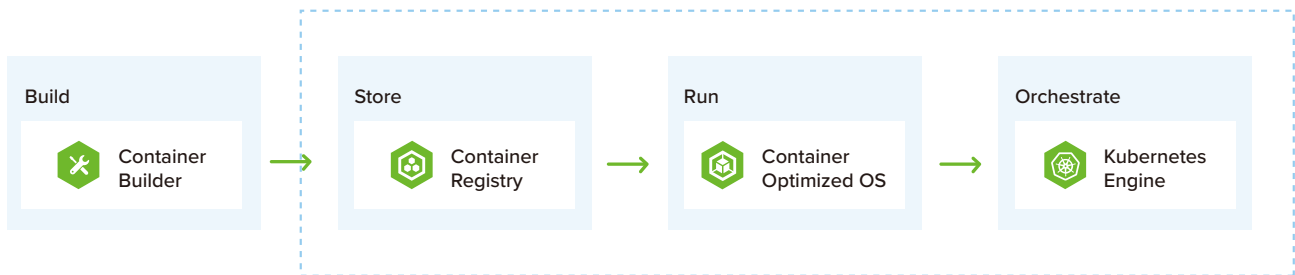 Build
Container
Builder
Store
Container
Registry
Run
Container
Optimized OS
Orchestrate
Kubernetes
Engine